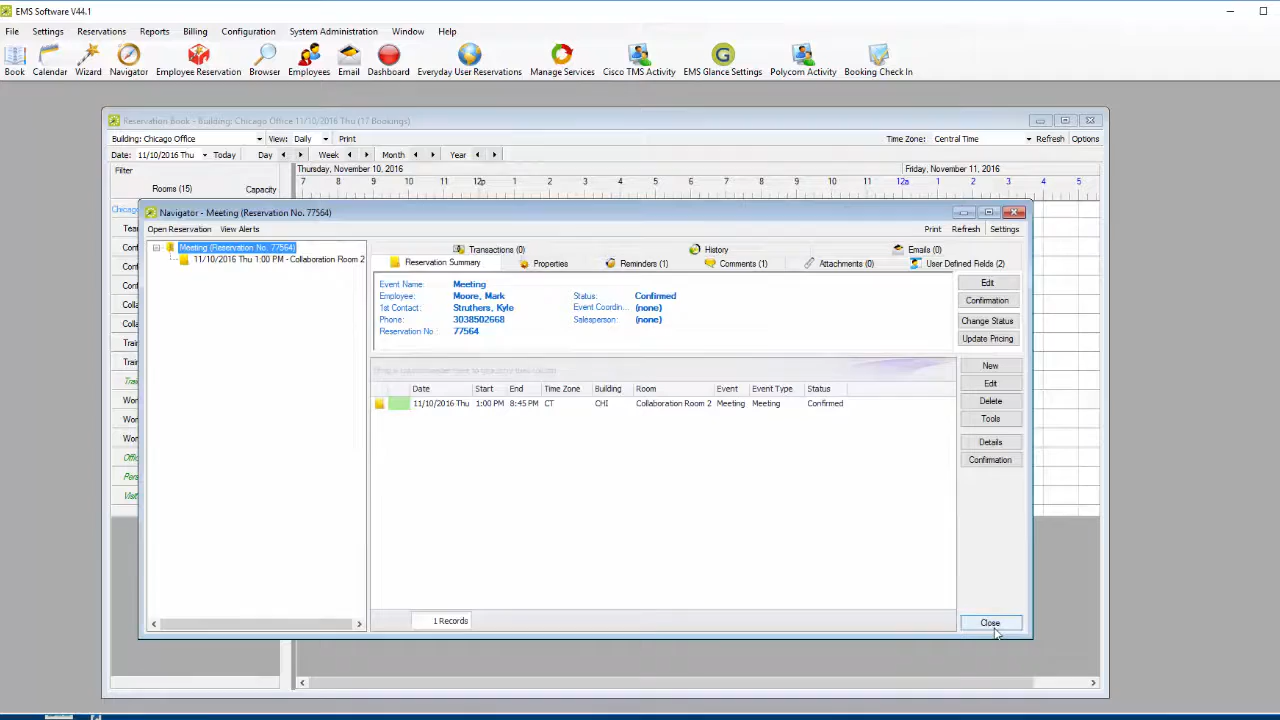 EMS Software V44.1
File Settings Reservations Reports Billing Configuration System Administration Window Help
Book Calendar Wizard Navigator Employee Reservation Browser Employees Email Dashboard Everyday User Reservations Manage Services Cisco TMS Activity EMS Glance Settings Polycom Activity Booking Check In
Reservation Book - Building: Chicago Office 11/10/2016 Thu (17 Bookings)
Building: Chicago Office View: Daily Print Time Zone: Central Time Refresh Options
Date: 11/10/2016 Thu Today Day Week Month Year
Filter Thursday, November 10, 2016 Friday, November 11, 2016
Rooms (15) Capacity 7 8 9 10 11 12p 1 2 3 4 5 6 7 8 9 10 11 12a 1 2 3 4 5
Navigator - Meeting (Reservation No. 77564)
Open Reservation View Alerts Print Refresh Settings
Meeting (Reservation No. 77564)
11/10/2016 Thu 1:00 PM - Collaboration Room 2
Transactions (0) History Emails (0)
Reservation Summary Properties Reminders (1) Comments (1) Attachments (0) User Defined Fields (2)
Event Name: Meeting
Employee: Moore, Mark Status: Confirmed
1st Contact: Struthers, Kyle Event Coordin... (none)
Phone: 3038502668 Salesperson: (none)
Reservation No : 77564
Edit
Confirmation
Change Status
Update Pricing
Date Start End Time Zone Building Room Event Event Type Status
11/10/2016 Thu 1:00 PM 8:45 PM CT CHI Collaboration Room 2 Meeting Meeting Confirmed
New
Edit
Delete
Tools
Details
Confirmation
1 Records
Close